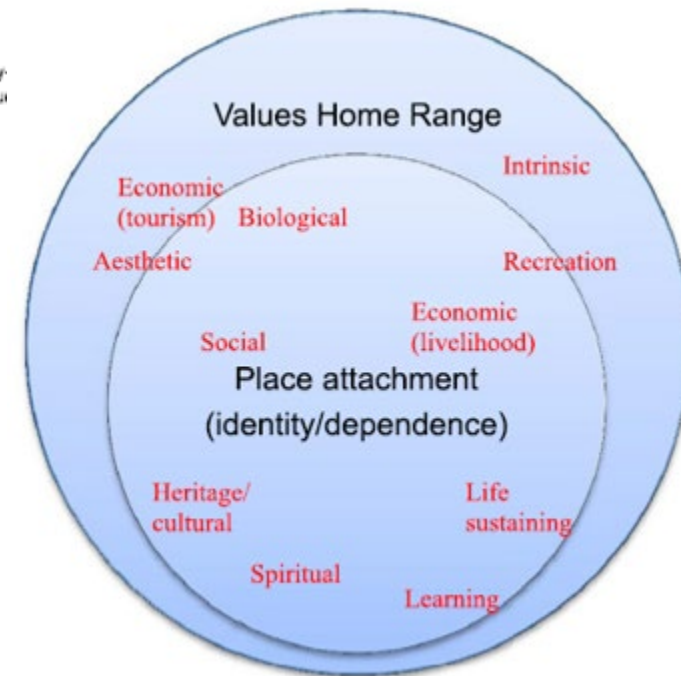 Values Home Range
Intrinsic
Economic
(tourism)
Biological
Aesthetic
Recreation
Economic
(livelihood)
Social
Place attachment
(identity/dependence)
Heritage/
cultural
Life
sustaining
Spiritual
Learning